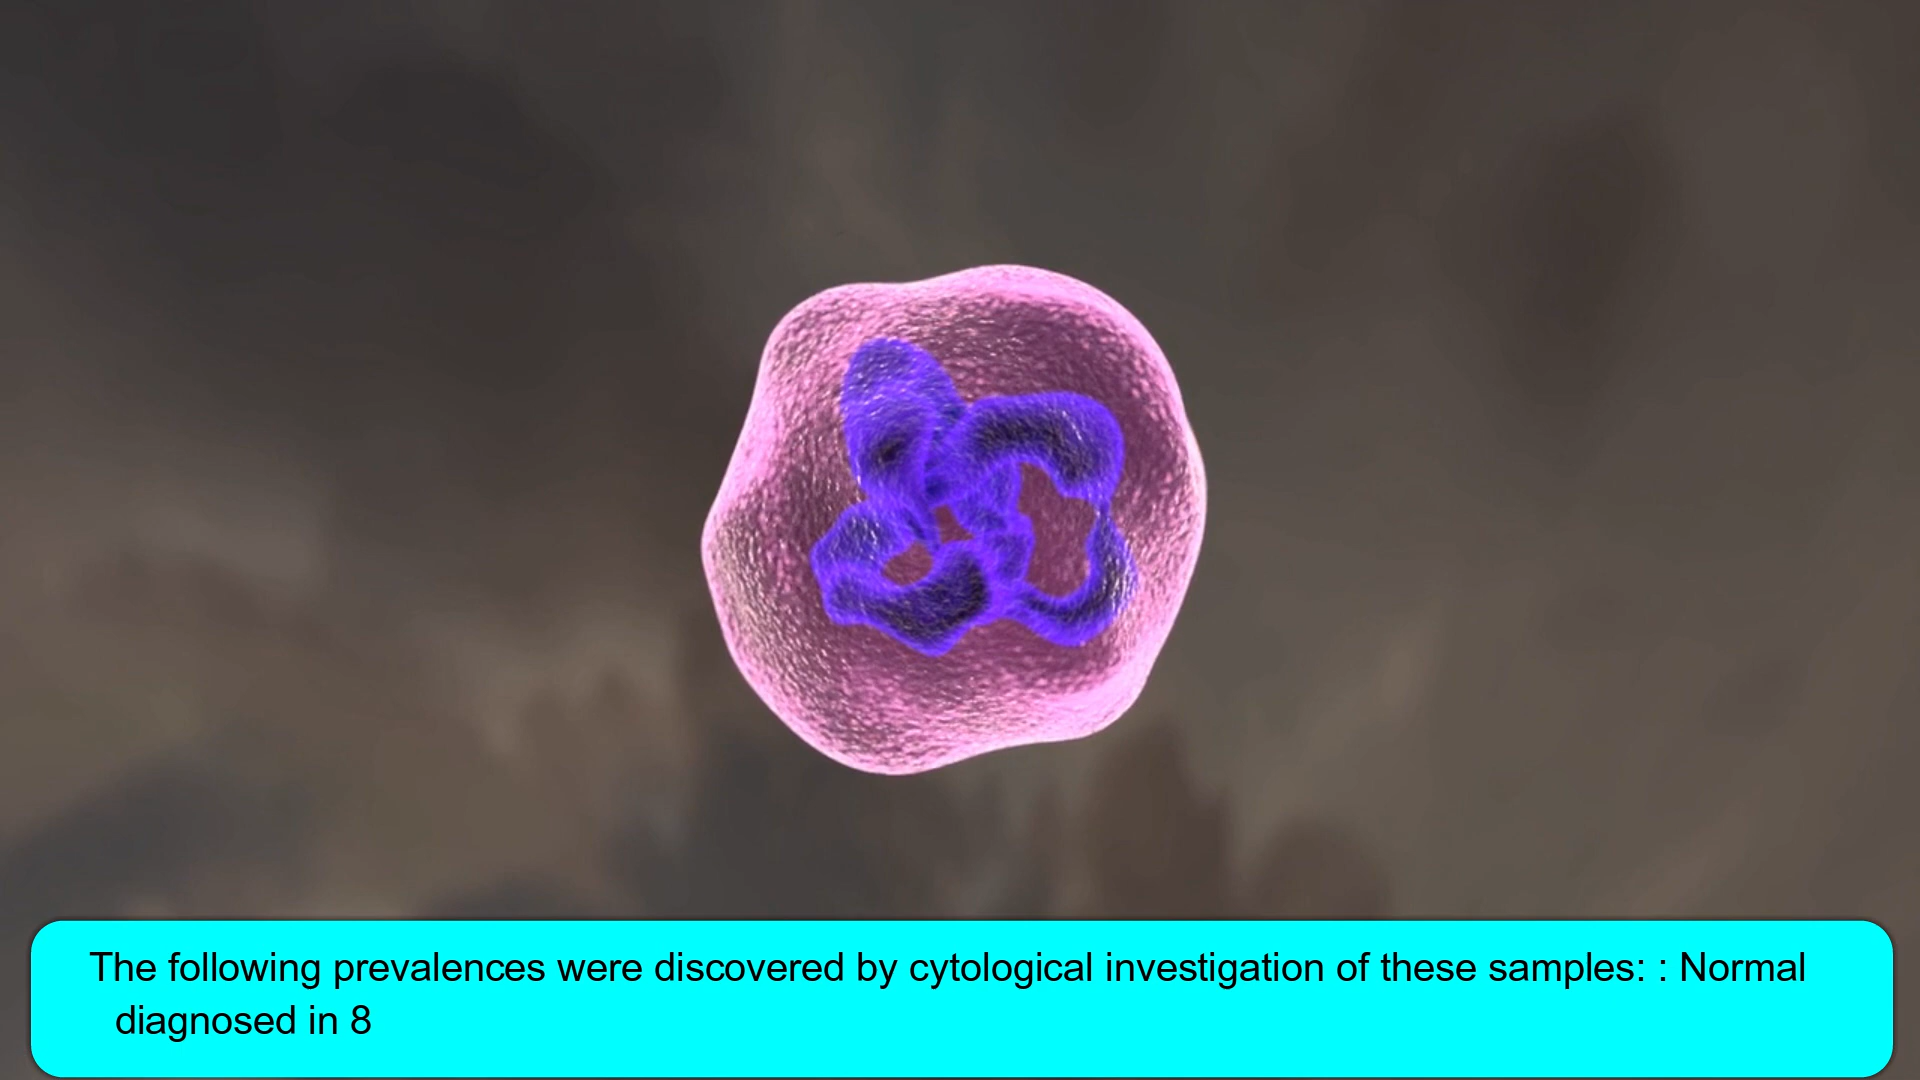 The following prevalences were discovered by cytological investigation of these samples: : Normal
diagnosed in 8